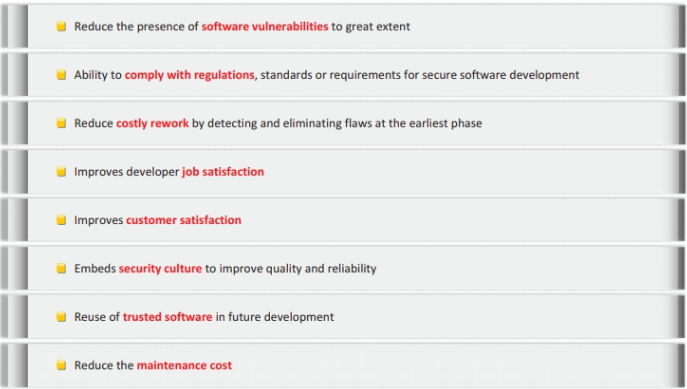 Reduce the presence of software vulnerabilities to great extent
Ability to comply with regulations, standards or requirements for secure software development
Reduce costly rework by detecting and eliminating flaws at the earliest phase
Improves developer job satisfaction
Improves customer satisfaction
Embeds security culture to improve quality and reliability
Reuse of trusted software in future development
Reduce the maintenance cost